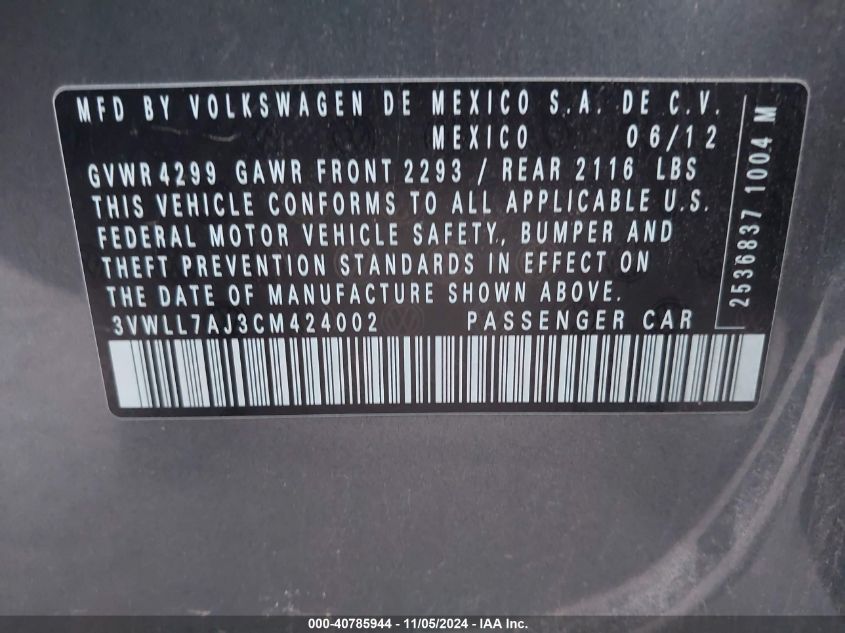 MFD BY VOLKSWAGEN DE MEXICO S.A. DE C.V.
MEXICO 06/12
GVWR 4299 GAWR FRONT 2293 / REAR 2116 LBS
THIS VEHICLE CONFORMS TO ALL APPLICABLE U.S.
FEDERAL MOTOR VEHICLE SAFETY, BUMPER AND
THEFT PREVENTION STANDARDS IN EFFECT ON
THE DATE OF MANUFACTURE SHOWN ABOVE.
3VWLL7AJ3CM424002 PASSENGER CAR
2536837 1004 M
000-40785944 - 11/05/2024 - IAA Inc.